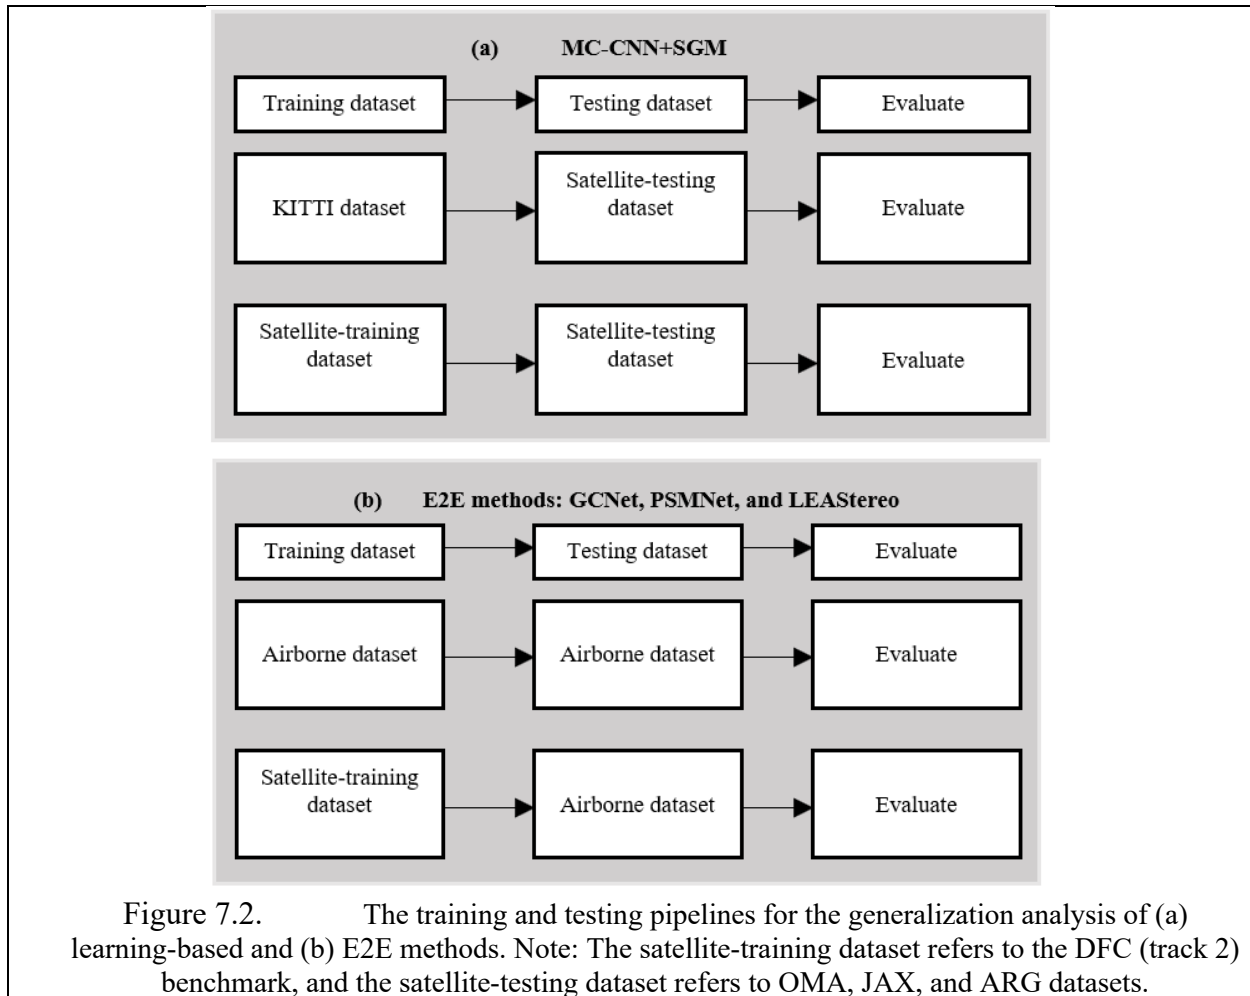 (a) MC-CNN+SGM
Training dataset Testing dataset Evaluate
KITTI dataset
Satellite-testing
dataset
Evaluate
Satellite-training
dataset
Satellite-testing
dataset
Evaluate
(b) E2E methods: GCNet, PSMNet, and LEAStereo
Training dataset Testing dataset Evaluate
Airborne dataset Airborne dataset Evaluate
Satellite-training
dataset
Airborne dataset Evaluate
Figure 7.2. The training and testing pipelines for the generalization analysis of (a)
learning-based and (b) E2E methods. Note: The satellite-training dataset refers to the DFC (track 2)
benchmark, and the satellite-testing dataset refers to OMA, JAX, and ARG datasets.